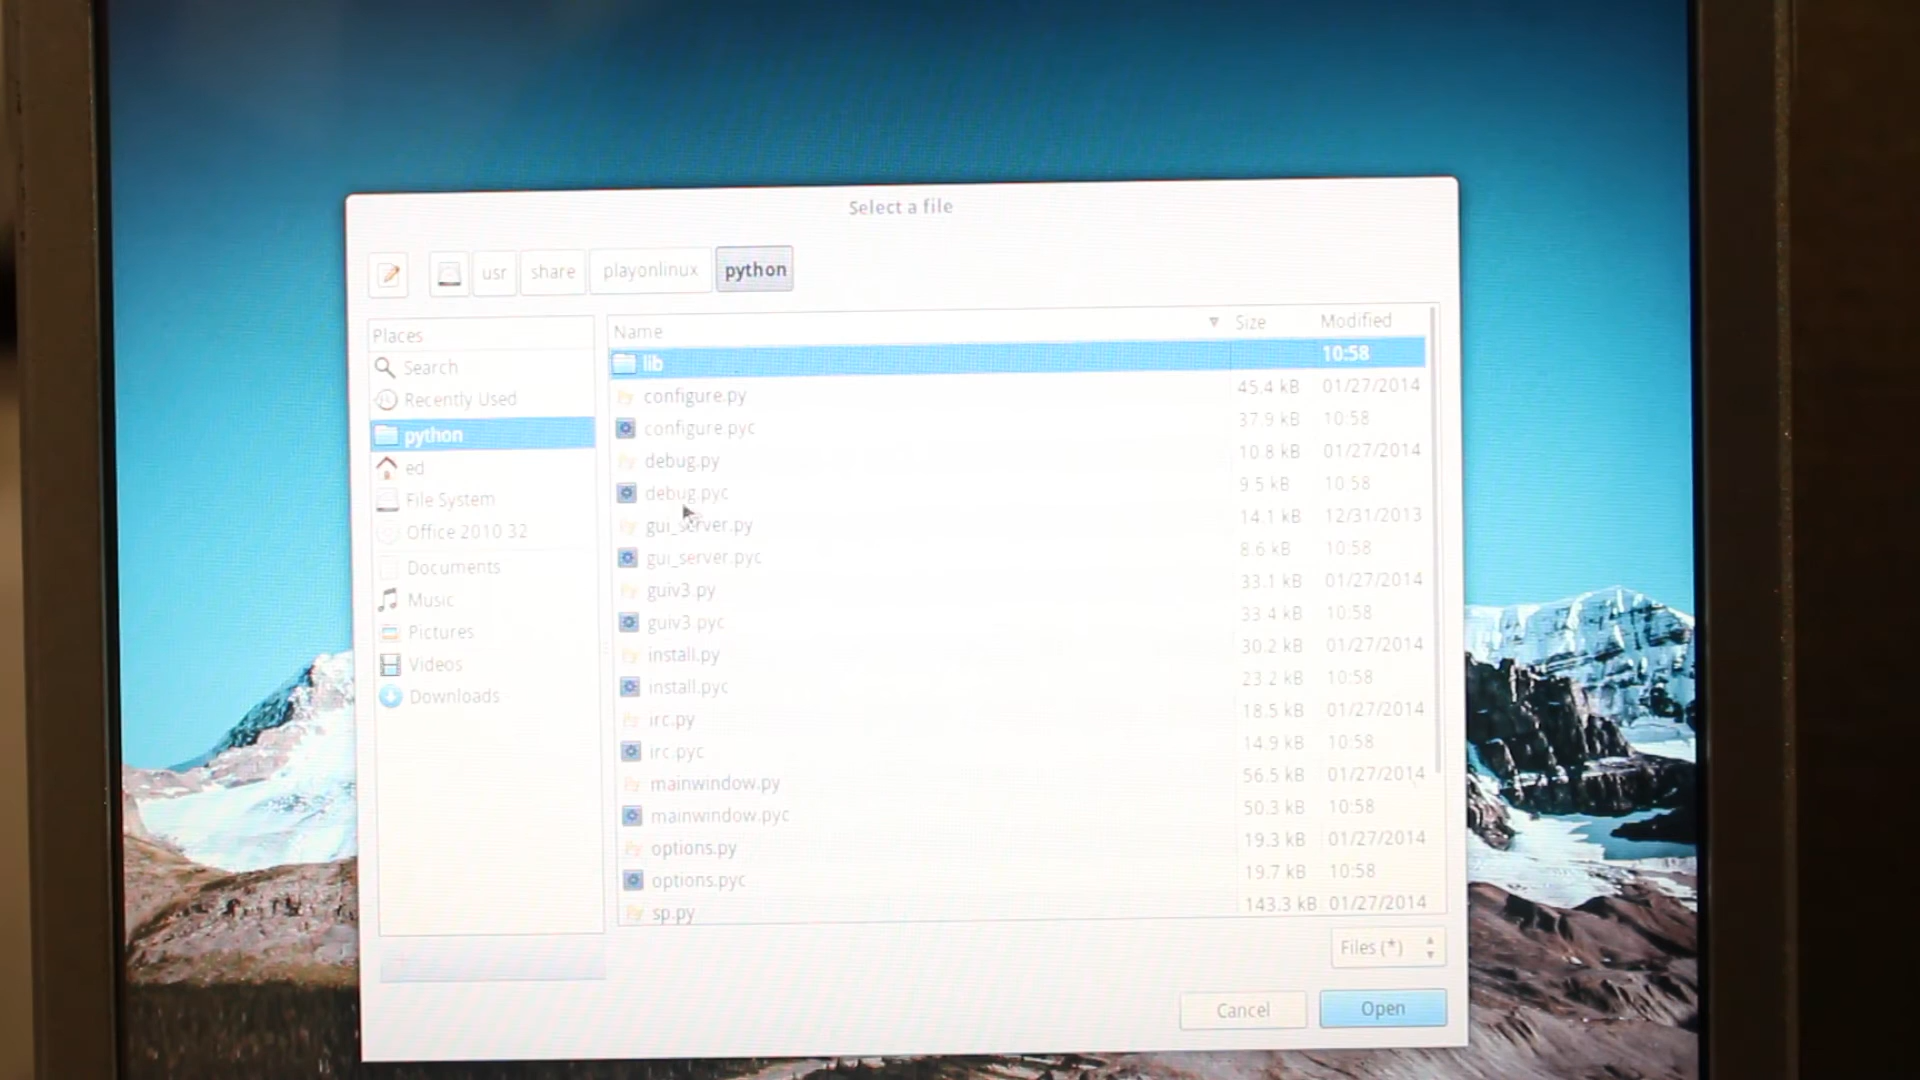 Select a file
usr share playonlinux python
Places
Search
Recently Used
python
ed
File System
Office 2010 32
Documents
Music
Pictures
Videos
Downloads
Name Size Modified
lib 10:58
configure.py 45.4 kB 01/27/2014
configure.pyc 37.9 kB 10:58
debug.py 10.8 kB 01/27/2014
debug.pyc 9.5 kB 10:58
gui_server.py 14.1 kB 12/31/2013
gui_server.pyc 8.6 kB 10:58
guiv3.py 33.1 kB 01/27/2014
guiv3.pyc 33.4 kB 10:58
install.py 30.2 kB 01/27/2014
install.pyc 23.2 kB 10:58
irc.py 18.5 kB 01/27/2014
irc.pyc 14.9 kB 10:58
mainwindow.py 56.5 kB 01/27/2014
mainwindow.pyc 50.3 kB 10:58
options.py 19.3 kB 01/27/2014
options.pyc 19.7 kB 10:58
sp.py 143.3 kB 01/27/2014
Files (*)
Cancel Open